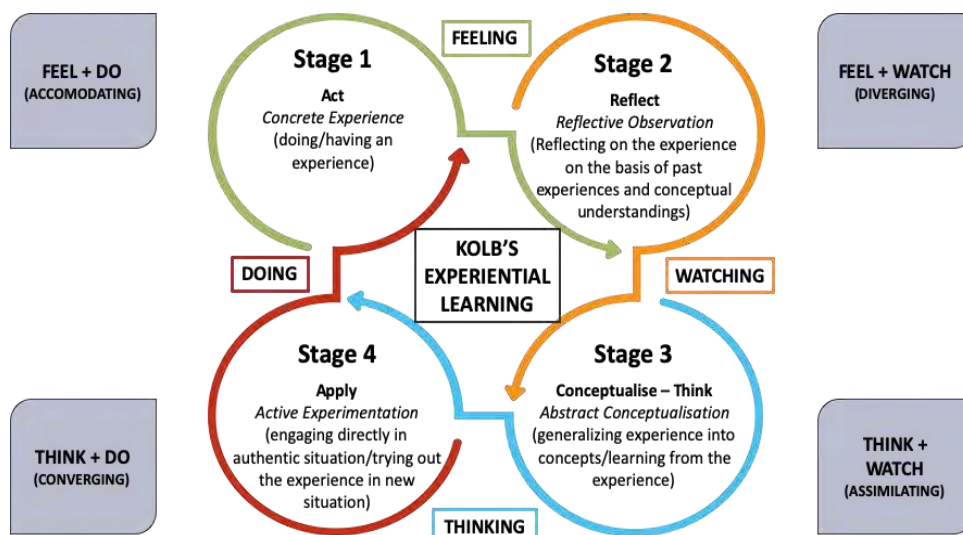 FEELING
FEEL + DO
(ACCOMODATING)
Stage 1
Act
Concrete Experience
(doing/having an
experience)
Stage 2
Reflect
Reflective Observation
(Reflecting on the experience
on the basis of past
experiences and conceptual
understandings)
FEEL + WATCH
(DIVERGING)
DOING
KOLB'S
EXPERIENTIAL
LEARNING
WATCHING
THINK + DO
(CONVERGING)
Stage 4
Apply
Active Experimentation
(engaging directly in
authentic situation/trying out
the experience in new
situation)
Stage 3
Conceptualise – Think
Abstract Conceptualisation
(generalizing experience into
concepts/learning from the
experience)
THINK +
WATCH
(ASSIMILATING)
THINKING